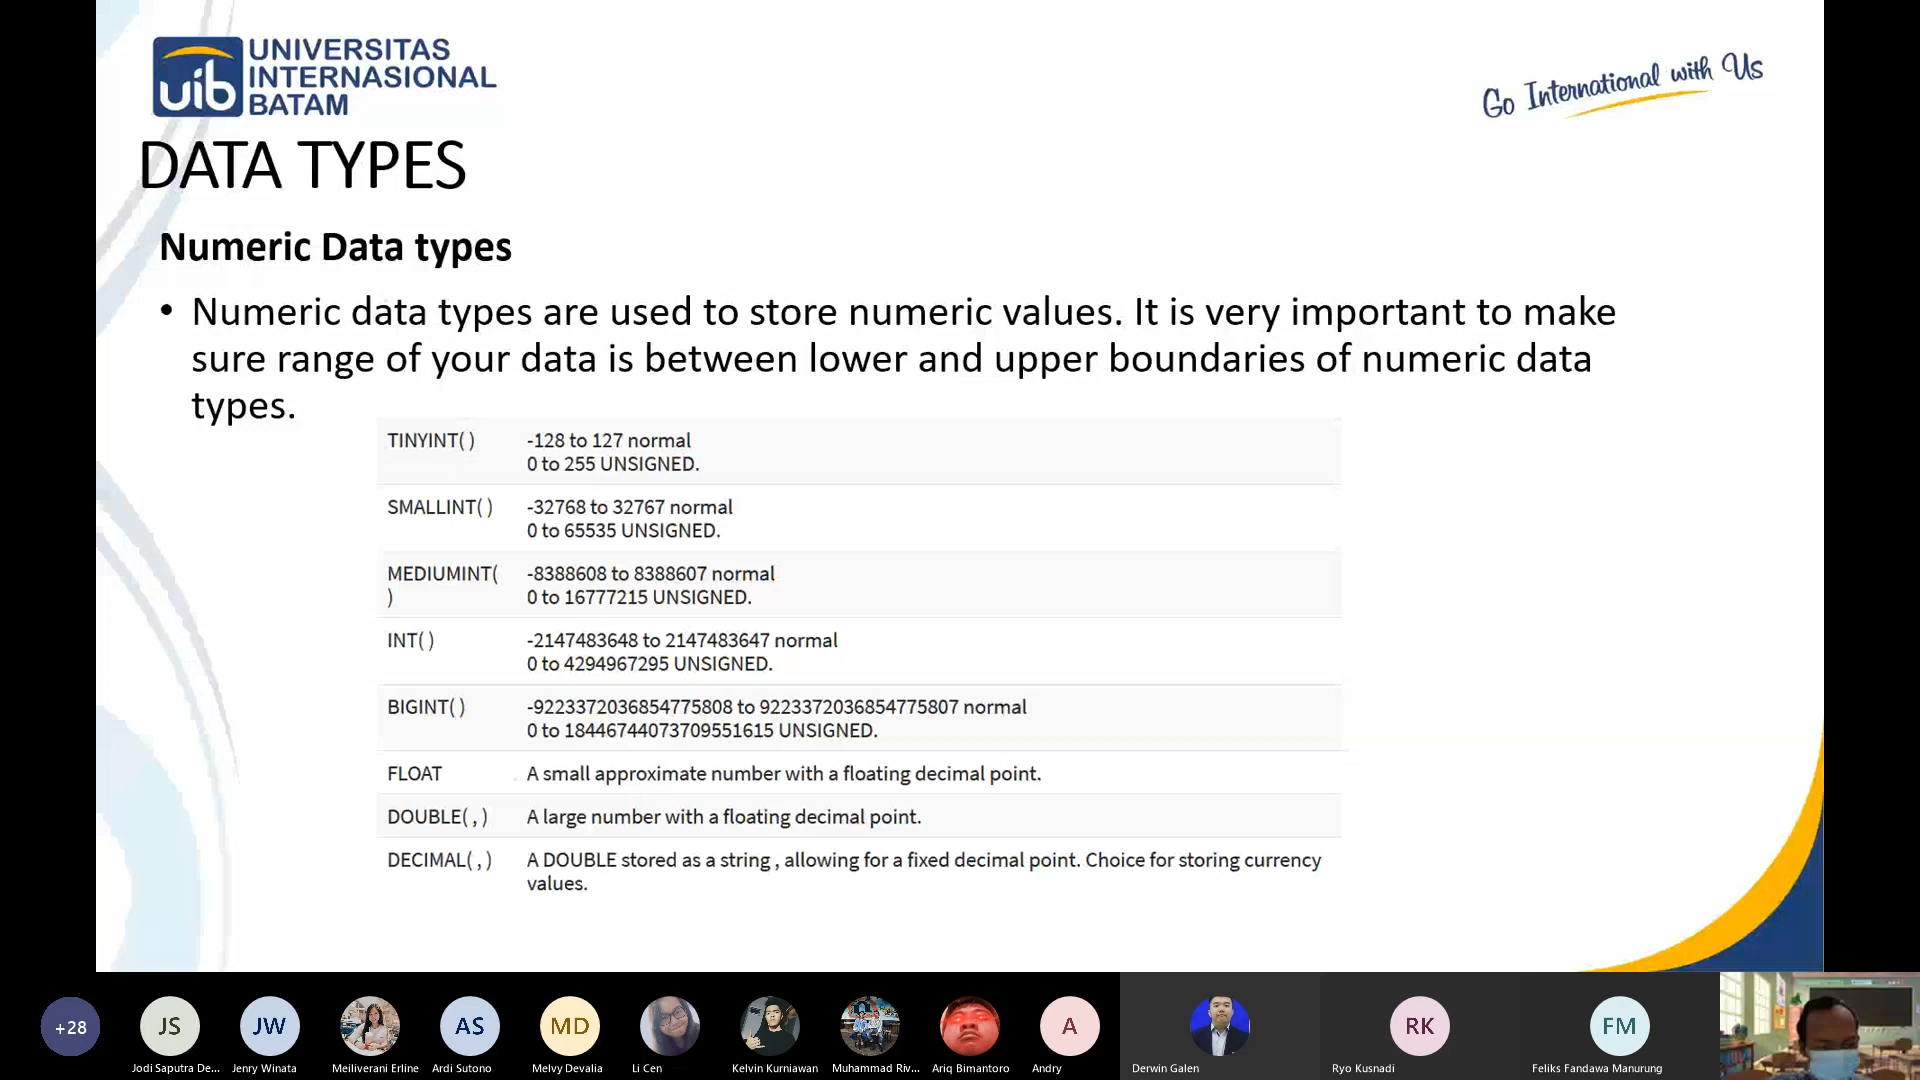 UNIVERSITAS
INTERNASIONAL
BATAM
uib
Go International with Us
DATA TYPES
Numeric Data types
• Numeric data types are used to store numeric values. It is very important to make
sure range of your data is between lower and upper boundaries of numeric data
types.
TINYINT( ) -128 to 127 normal
0 to 255 UNSIGNED.
SMALLINT( ) -32768 to 32767 normal
0 to 65535 UNSIGNED.
MEDIUMINT( -8388608 to 8388607 normal
) 0 to 16777215 UNSIGNED.
INT( ) -2147483648 to 2147483647 normal
0 to 4294967295 UNSIGNED.
BIGINT( ) -9223372036854775808 to 9223372036854775807 normal
0 to 18446744073709551615 UNSIGNED.
FLOAT A small approximate number with a floating decimal point.
DOUBLE( , ) A large number with a floating decimal point.
DECIMAL( , ) A DOUBLE stored as a string , allowing for a fixed decimal point. Choice for storing currency
values.
+28 JS JW AS MD A RK FM
Jodi Saputra De... Jenry Winata Meiliverani Erline Ardi Sutono Melvy Devalia Li Cen Kelvin Kurniawan Muhammad Riv... Ariq Bimantoro Andry Derwin Galen Ryo Kusnadi Feliks Fandawa Manurung